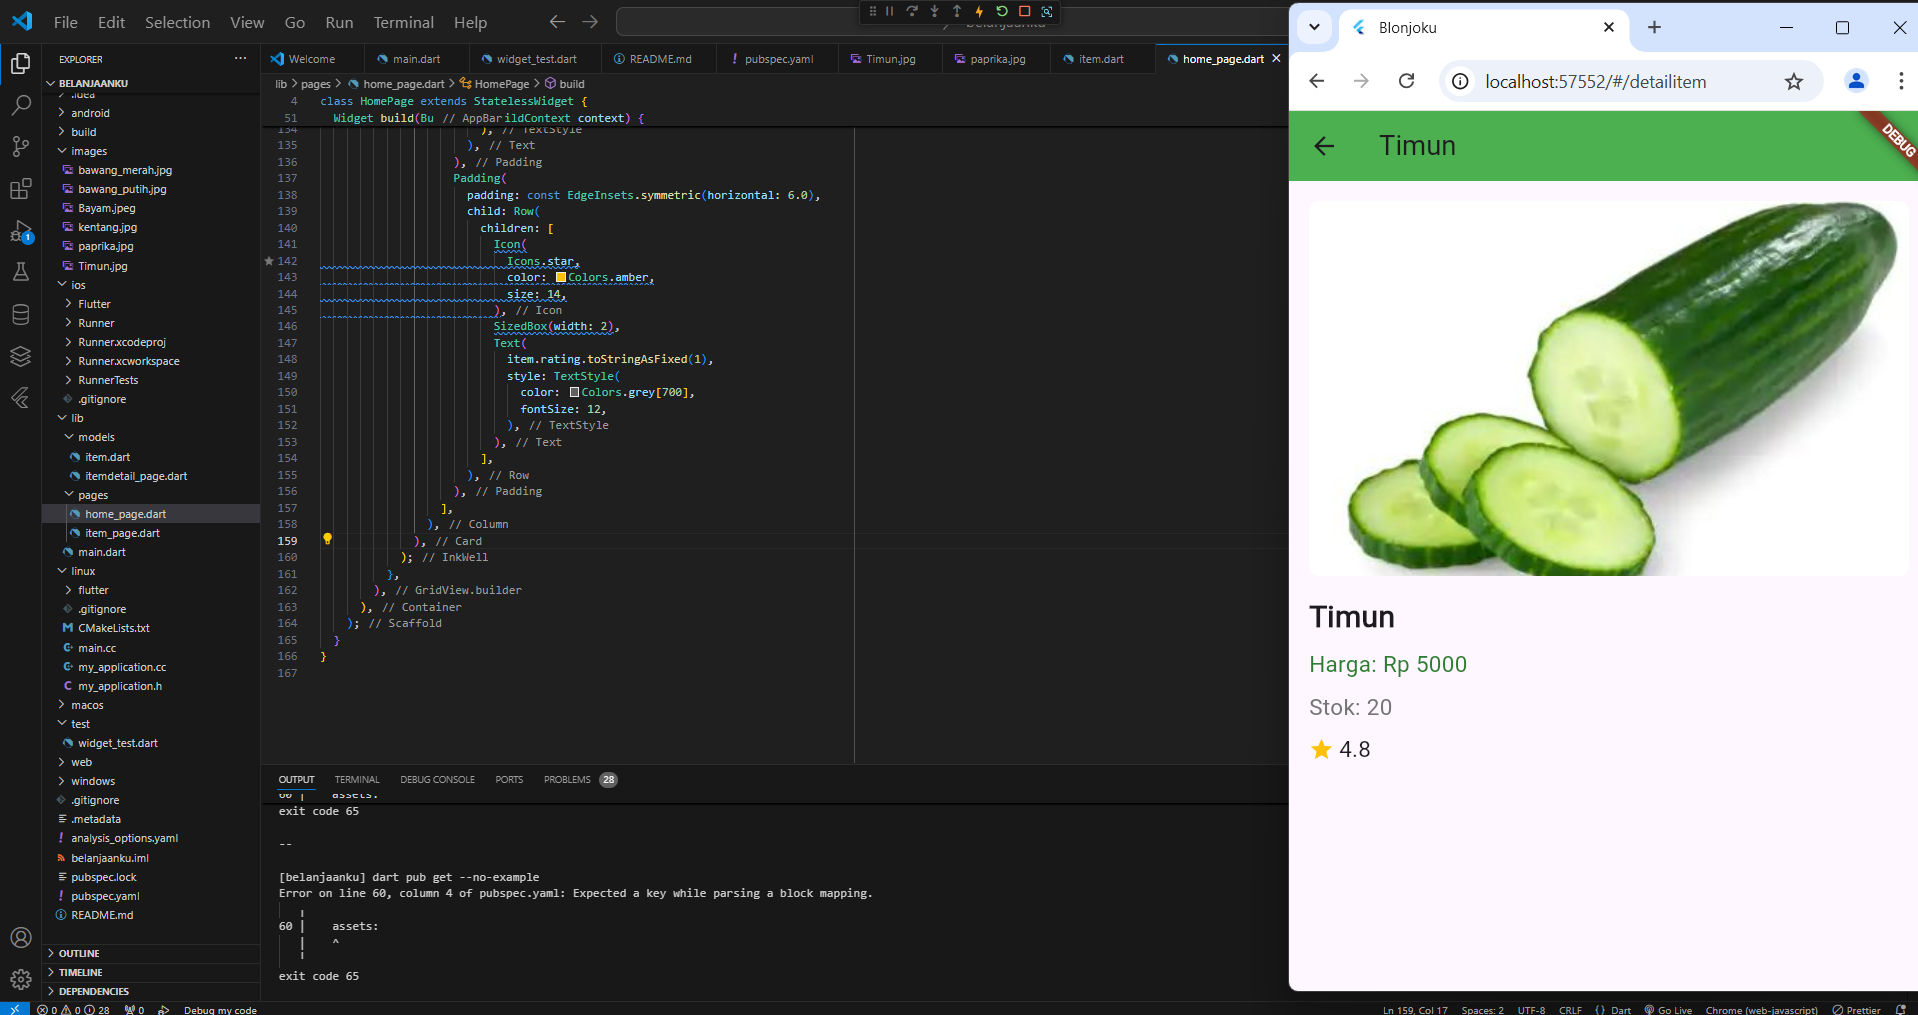 File Edit Selection View Go Run Terminal Help
EXPLORER
BELANJAANKU
.idea
android
build
images
bawang_merah.jpg
bawang_putih.jpg
Bayam.jpeg
kentang.jpg
paprika.jpg
Timun.jpg
ios
Flutter
Runner
Runner.xcodeproj
Runner.xcworkspace
RunnerTests
.gitignore
lib
models
item.dart
itemdetail_page.dart
pages
home_page.dart
item_page.dart
main.dart
linux
flutter
.gitignore
CMakeLists.txt
main.cc
my_application.cc
my_application.h
macos
test
widget_test.dart
web
windows
.gitignore
.metadata
analysis_options.yaml
belanjaanku.iml
pubspec.lock
pubspec.yaml
README.md
OUTLINE
TIMELINE
DEPENDENCIES
Welcome main.dart widget_test.dart README.md pubspec.yaml Timun.jpg paprika.jpg item.dart home_page.dart
lib > pages > home_page.dart > HomePage > build
4 class HomePage extends StatelessWidget {
51 Widget build(Bu // AppBar ildContext context) {
134 ), // TextStyle
135 ), // Text
136 ), // Padding
137 Padding(
138 padding: const EdgeInsets.symmetric(horizontal: 6.0),
139 child: Row(
140 children: [
141 Icon(
142 Icons.star,
143 color: Colors.amber,
144 size: 14,
145 ), // Icon
146 SizedBox(width: 2),
147 Text(
148 item.rating.toStringAsFixed(1),
149 style: TextStyle(
150 color: Colors.grey[700],
151 fontSize: 12,
152 ), // TextStyle
153 ), // Text
154 ],
155 ), // Row
156 ), // Padding
157 ],
158 ), // Column
159 ), // Card
160 ); // InkWell
161 },
162 ), // GridView.builder
163 ), // Container
164 ); // Scaffold
165 }
166 }
167
OUTPUT TERMINAL DEBUG CONSOLE PORTS PROBLEMS 28
60 | assets:
exit code 65
--
[belanjaanku] dart pub get --no-example
Error on line 60, column 4 of pubspec.yaml: Expected a key while parsing a block mapping.
60 | assets:
| ^
exit code 65
0 0 28 0 Debug my code
Ln 159, Col 17 Spaces: 2 UTF-8 CRLF {} Dart Go Live Chrome (web-javascript) Prettier
Blonjoku
localhost:57552/#/detailitem
Timun
DEBUG
Timun
Harga: Rp 5000
Stok: 20
4.8